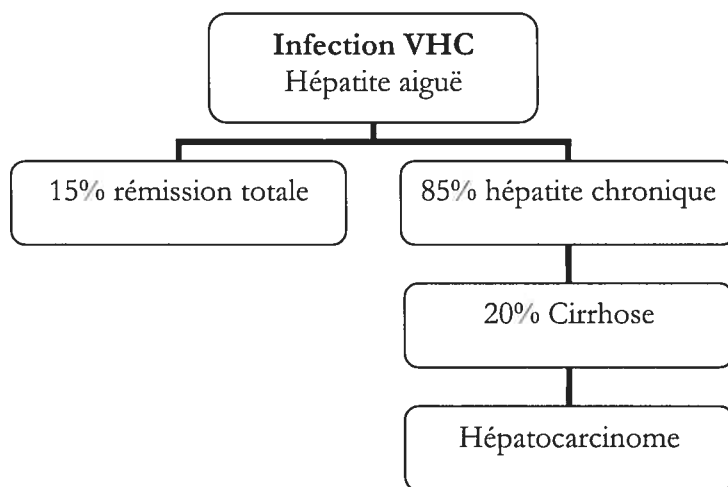 Infection VHC
Hépatite aiguë
15% rémission totale
85% hépatite chronique
20% Cirrhose
Hépatocarcinome